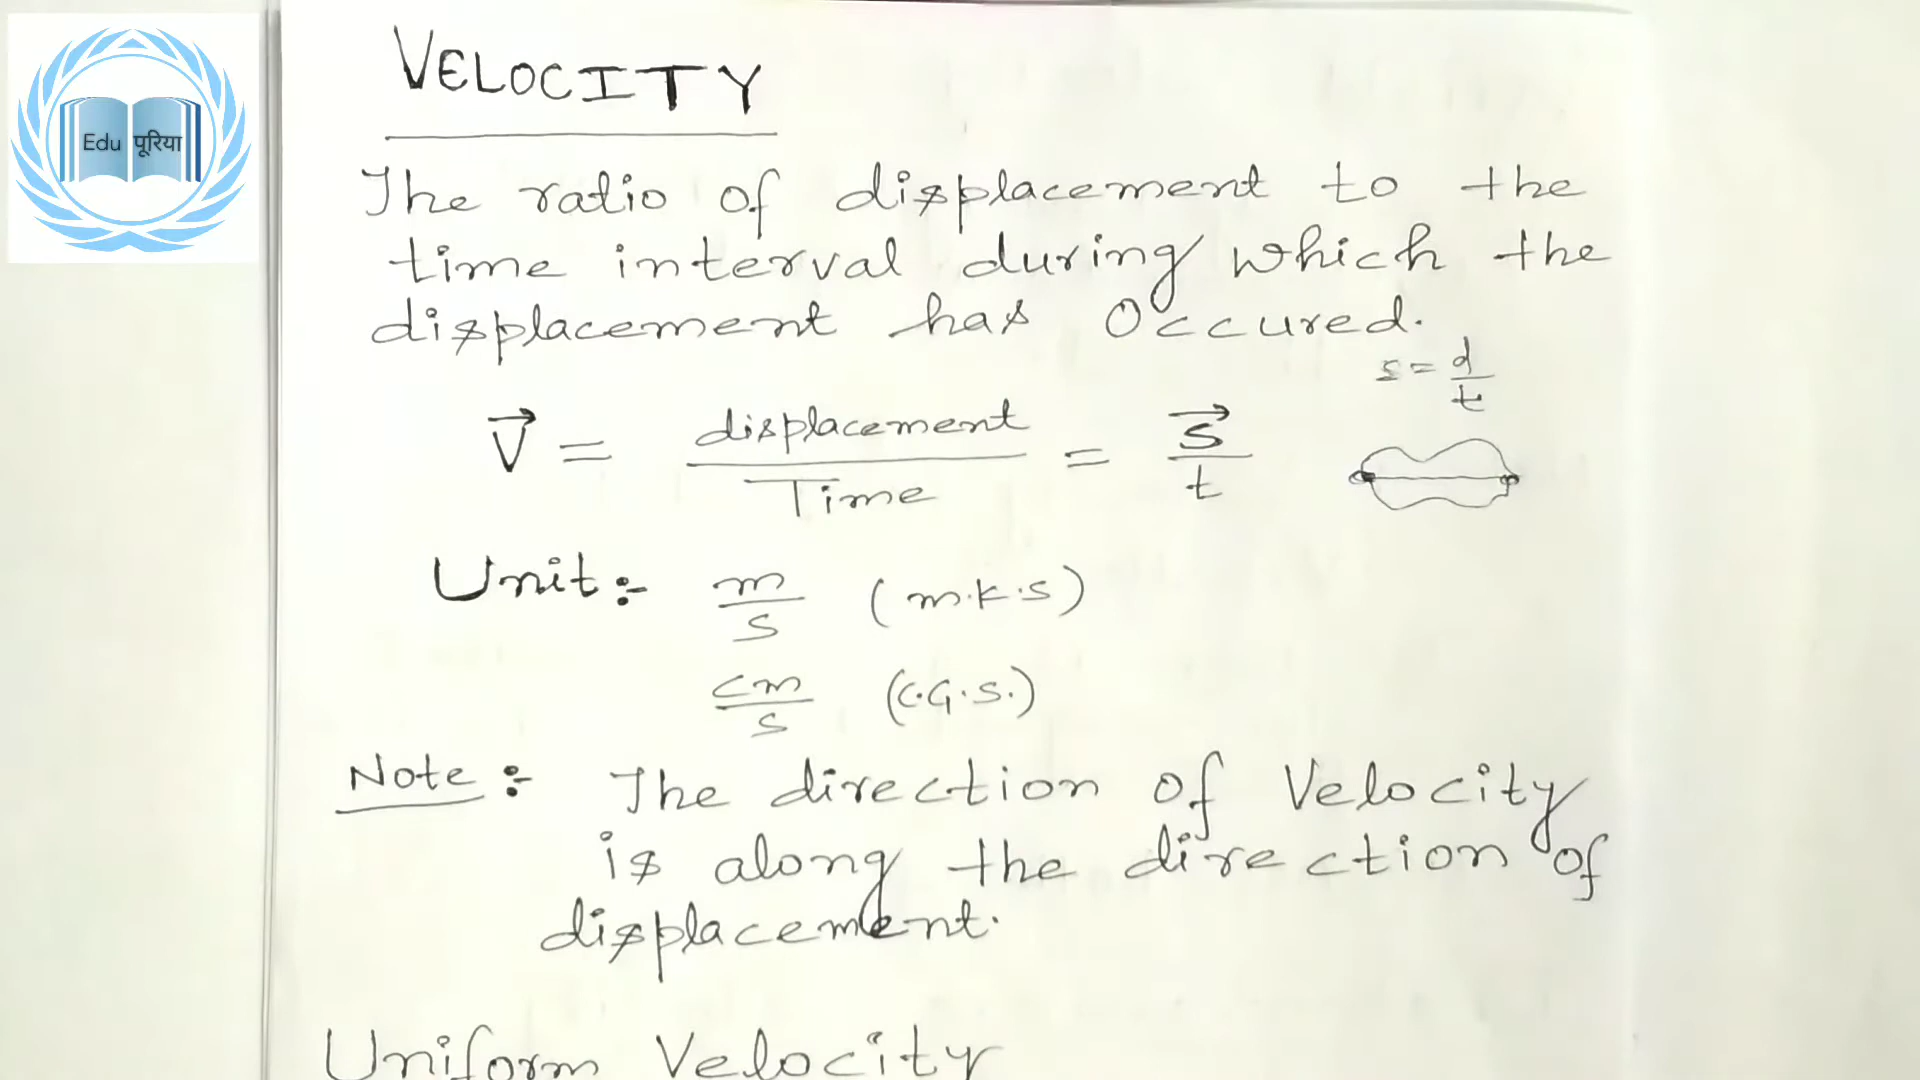 Edu पूरिया
VELOCITY
The ratio of displacement to the
time interval during which the
displacement has Occured.
s = d/t
V⃗ = displacement/Time = s⃗/t
Unit :- m/s (m.k.s)
cm/s (C.G.S.)
Note :- The direction of Velocity
is along the direction of
displacement.
Uniform Velocity